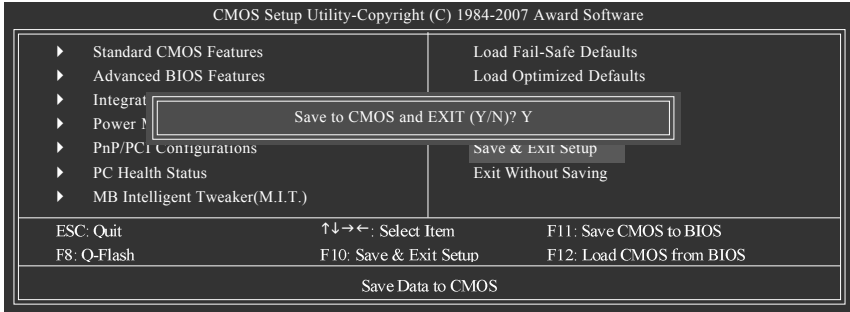 CMOS Setup Utility-Copyright (C) 1984-2007 Award Software
Standard CMOS Features
Advanced BIOS Features
Integrat
Power
PnP/PCI Configurations
PC Health Status
MB Intelligent Tweaker(M.I.T.)
Load Fail-Safe Defaults
Load Optimized Defaults
Save & Exit Setup
Exit Without Saving
Save to CMOS and EXIT (Y/N)? Y
ESC: Quit ↑↓→←: Select Item F11: Save CMOS to BIOS
F8: Q-Flash F10: Save & Exit Setup F12: Load CMOS from BIOS
Save Data to CMOS